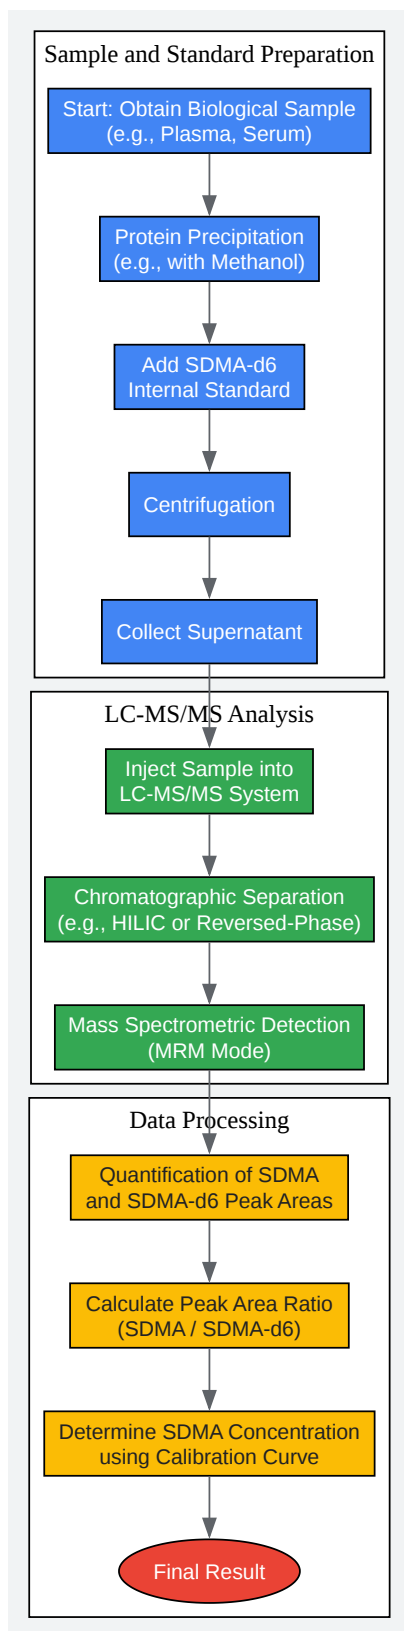 Sample and Standard Preparation
Start: Obtain Biological Sample
(e.g., Plasma, Serum)
Protein Precipitation
(e.g., with Methanol)
Add SDMA-d6
Internal Standard
Centrifugation
Collect Supernatant
LC-MS/MS Analysis
Inject Sample into
LC-MS/MS System
Chromatographic Separation
(e.g., HILIC or Reversed-Phase)
Mass Spectrometric Detection
(MRM Mode)
Data Processing
Quantification of SDMA
and SDMA-d6 Peak Areas
Calculate Peak Area Ratio
(SDMA / SDMA-d6)
Determine SDMA Concentration
using Calibration Curve
Final Result